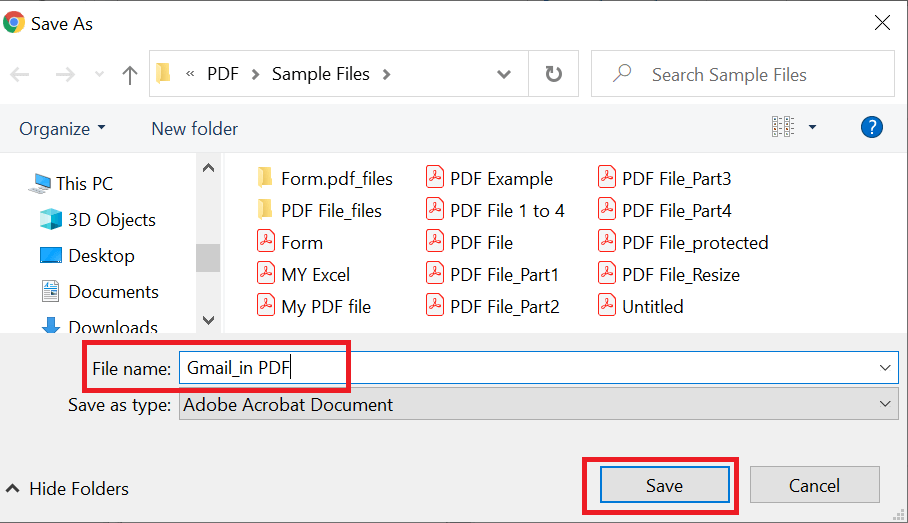 Save As
« PDF > Sample Files >
Search Sample Files
Organize
New folder
?
This PC
3D Objects
Desktop
Documents
Downloads
Form.pdf_files
PDF File_files
Form
MY Excel
My PDF file
PDF Example
PDF File 1 to 4
PDF File
PDF File_Part1
PDF File_Part2
PDF File_Part3
PDF File_Part4
PDF File_protected
PDF File_Resize
Untitled
File name: Gmail_in PDF
Save as type: Adobe Acrobat Document
Hide Folders
Save
Cancel